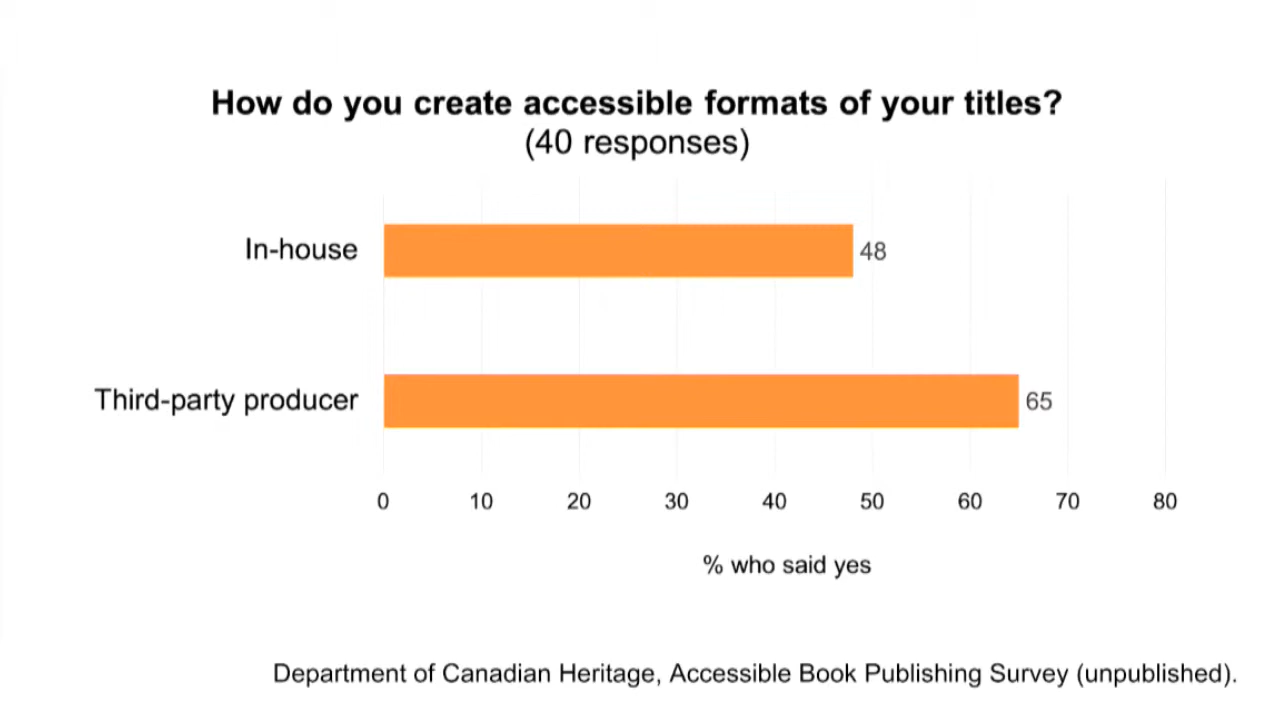 How do you create accessible formats of your titles?
(40 responses)
In-house 48
Third-party producer 65
0 10 20 30 40 50 60 70 80
% who said yes
Department of Canadian Heritage, Accessible Book Publishing Survey (unpublished).